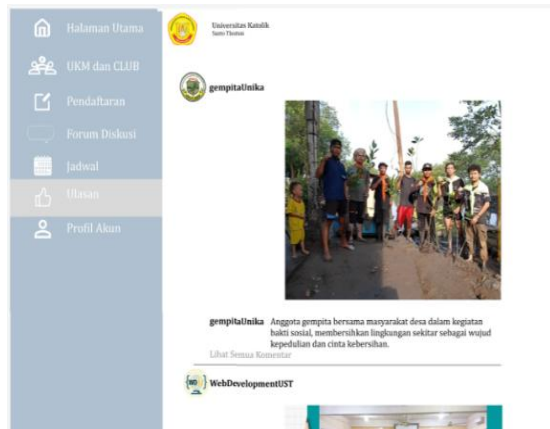 Halaman Utama
UKM dan CLUB
Pendaftaran
Forum Diskusi
Jadwal
Ulasan
Profil Akun
Universitas Katolik
Santo Thomas
gempitaUnika
gempitaUnika Anggota gempita bersama masyarakat desa dalam kegiatan
bakti sosial, membersihkan lingkungan sekitar sebagai wujud
kepedulian dan cinta kebersihan.
Lihat Semua Komentar
WebDevelopmentUST